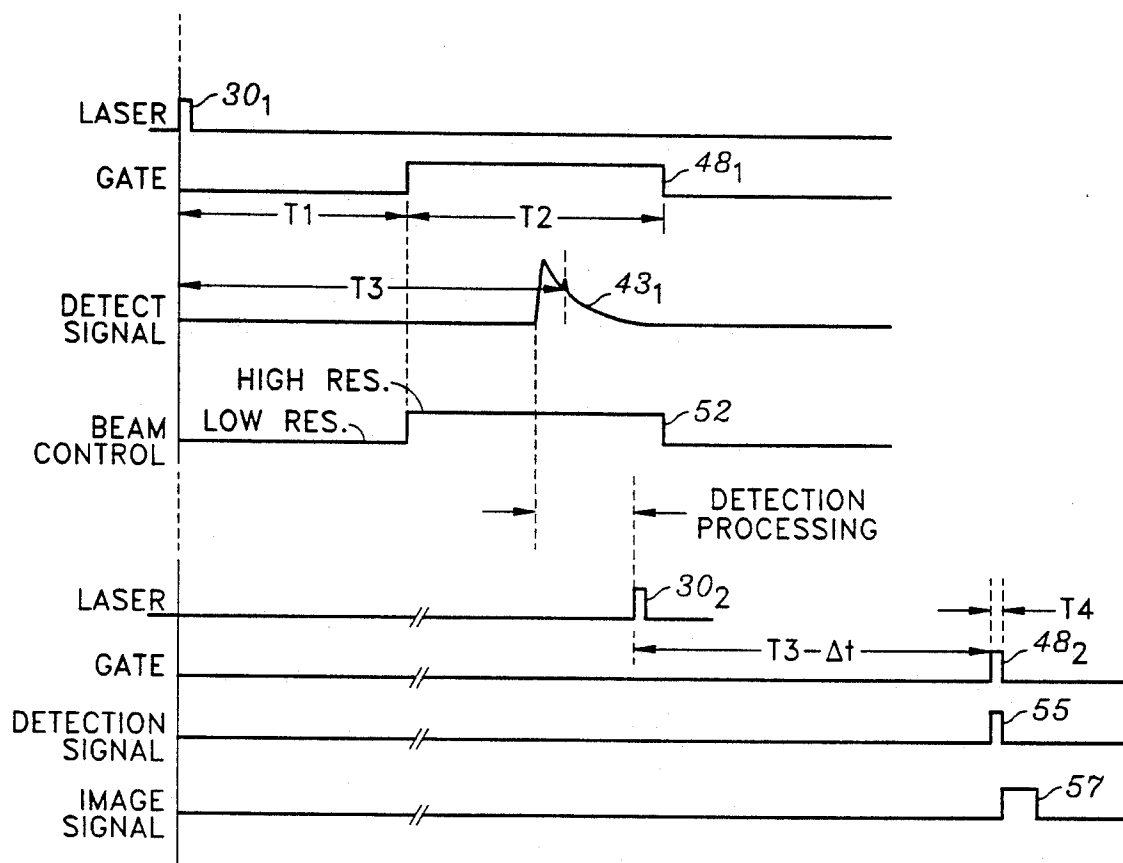 LASER 30₁
GATE 48₁
T1 T2
T3 43₁
DETECT
SIGNAL
HIGH RES.
LOW RES. 52
BEAM
CONTROL
DETECTION
PROCESSING
LASER 30₂ T4
T3-Δt
GATE 48₂
DETECTION 55
SIGNAL
IMAGE 57
SIGNAL